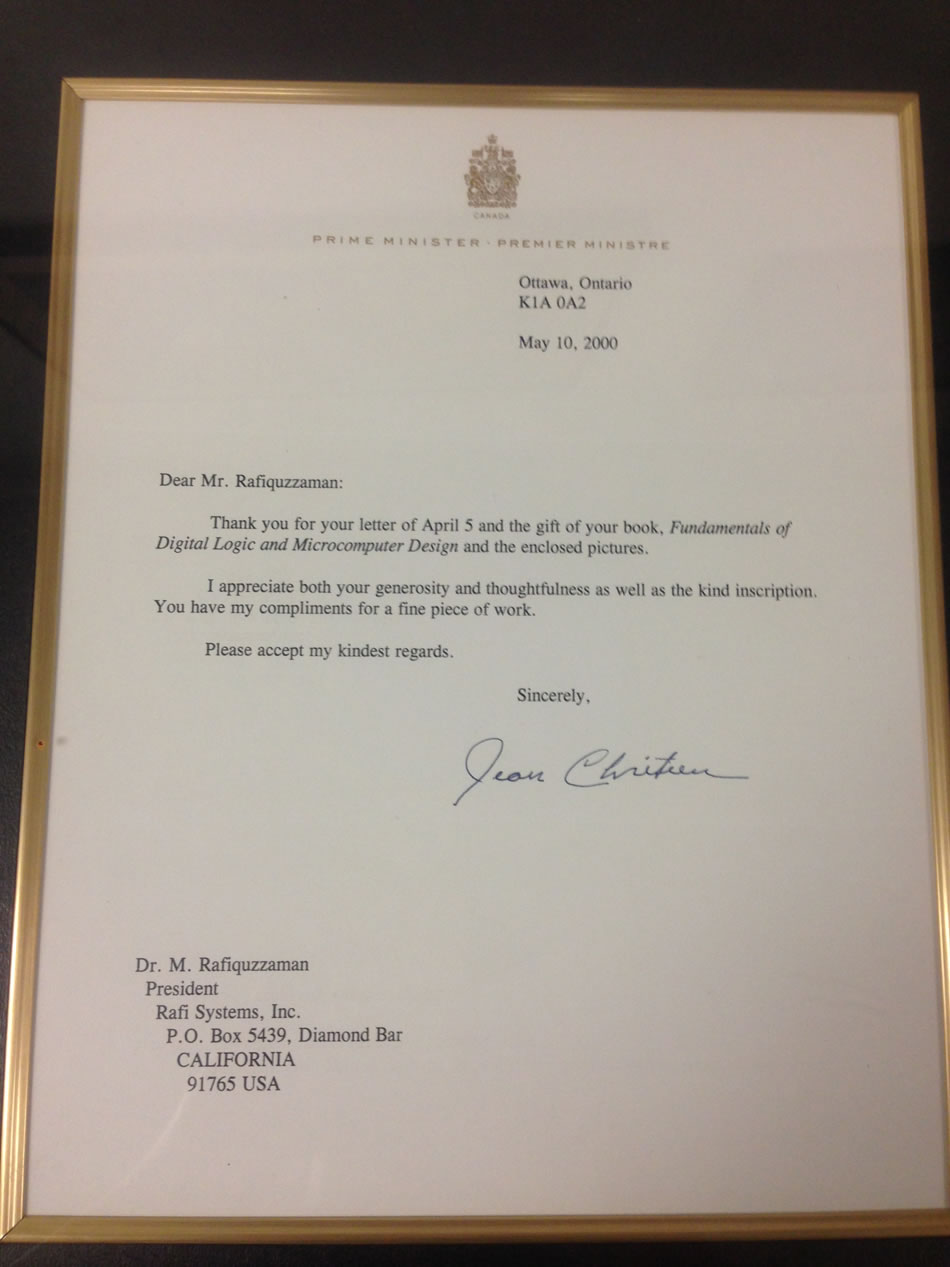 CANADA
PRIME MINISTER · PREMIER MINISTRE
Ottawa, Ontario
K1A 0A2
May 10, 2000
Dear Mr. Rafiquzzaman:
Thank you for your letter of April 5 and the gift of your book, Fundamentals of
Digital Logic and Microcomputer Design and the enclosed pictures.
I appreciate both your generosity and thoughtfulness as well as the kind inscription.
You have my compliments for a fine piece of work.
Please accept my kindest regards.
Sincerely,
Jean Chrétien
Dr. M. Rafiquzzaman
President
Rafi Systems, Inc.
P.O. Box 5439, Diamond Bar
CALIFORNIA
91765 USA